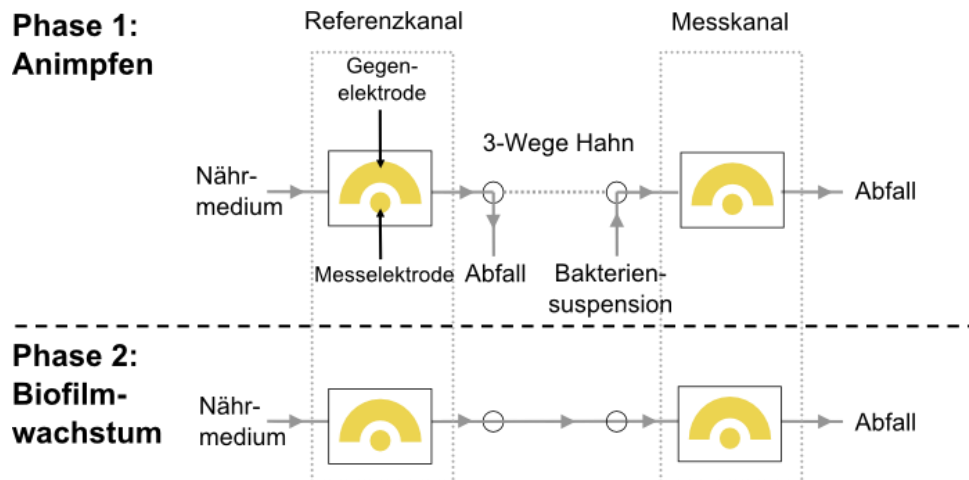 Phase 1:
Animpfen
Referenzkanal
Messkanal
Gegen-
elektrode
3-Wege Hahn
Nähr-
medium
Abfall
Messelektrode
Abfall
Bakterien-
suspension
Phase 2:
Biofilm-
wachstum
Nähr-
medium
Abfall